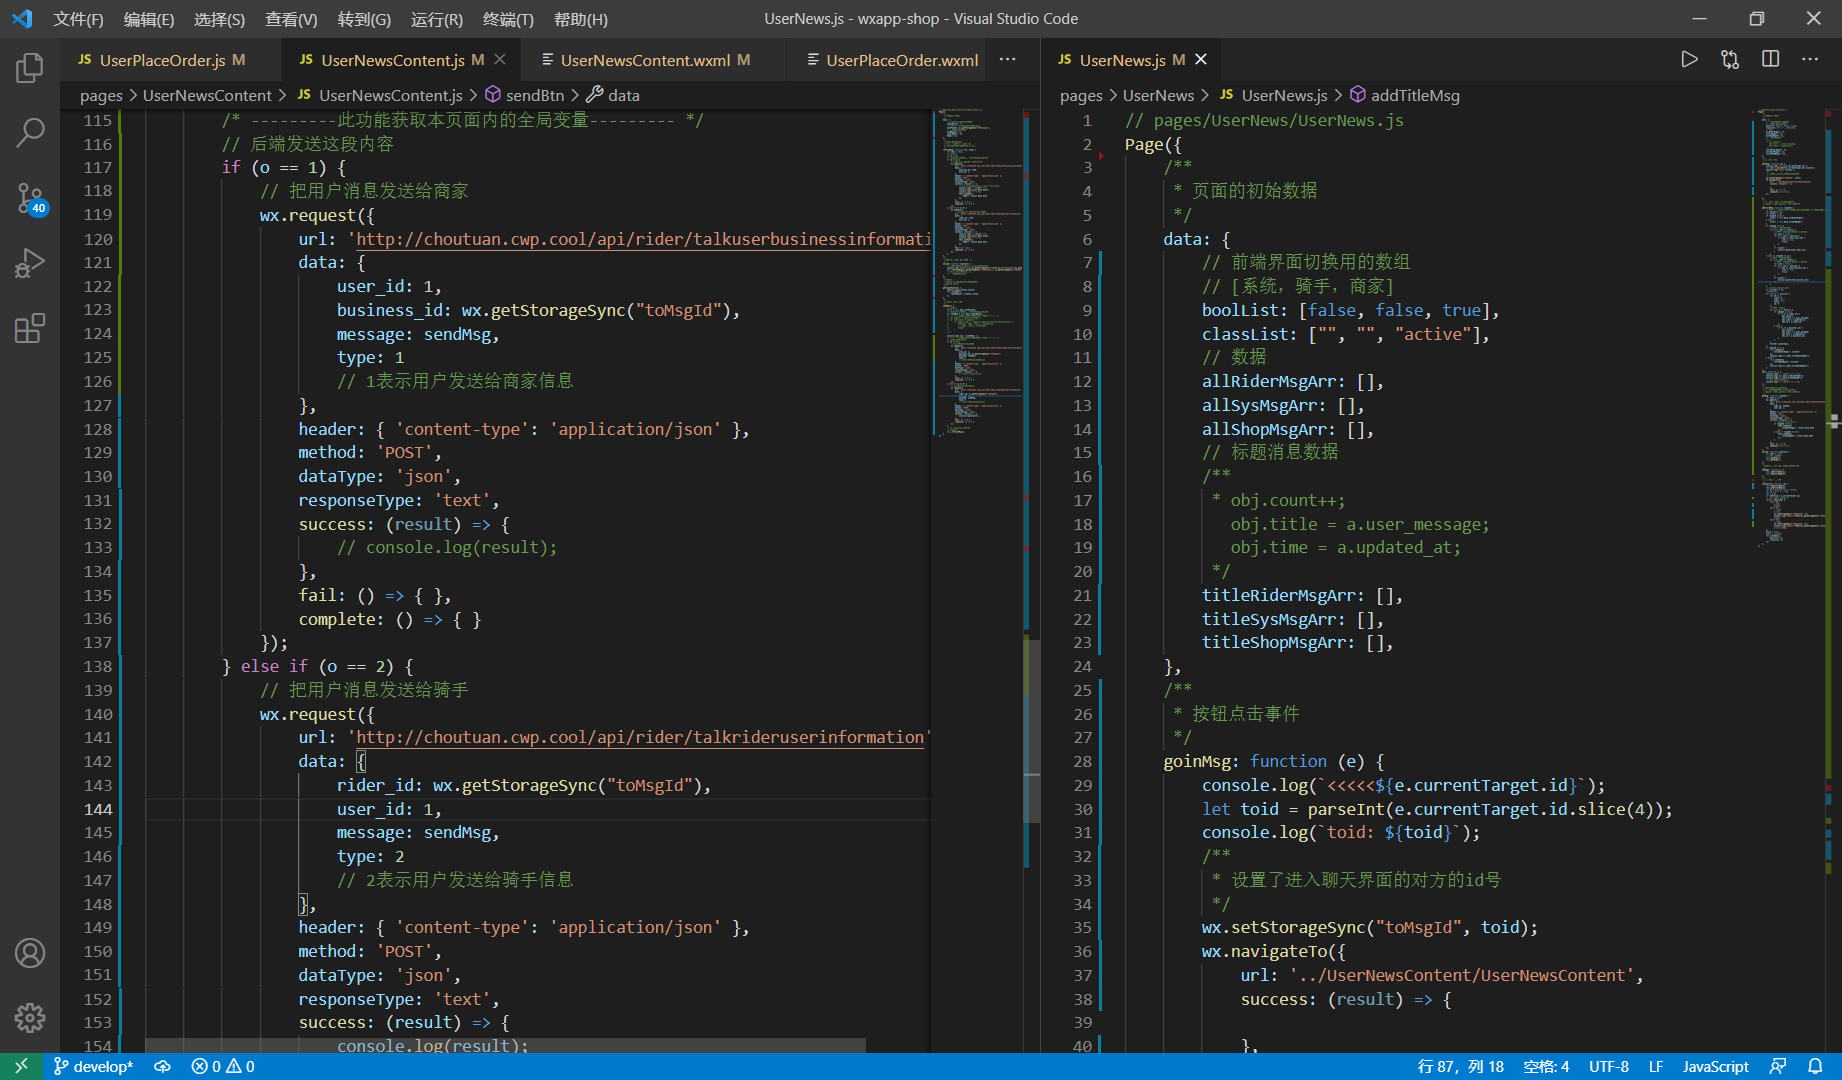 文件(F) 编辑(E) 选择(S) 查看(V) 转到(G) 运行(R) 终端(T) 帮助(H)
UserNews.js - wxapp-shop - Visual Studio Code
JS UserPlaceOrder.js M
JS UserNewsContent.js M
UserNewsContent.wxml M
UserPlaceOrder.wxml
pages > UserNewsContent > JS UserNewsContent.js > sendBtn > data
115 /* ---------此功能获取本页面内的全局变量--------- */
116 // 后端发送这段内容
117 if (o == 1) {
118 // 把用户消息发送给商家
119 wx.request({
120 url: 'http://choutuan.cwp.cool/api/rider/talkuserbusinessinformati
121 data: {
122 user_id: 1,
123 business_id: wx.getStorageSync("toMsgId"),
124 message: sendMsg,
125 type: 1
126 // 1表示用户发送给商家信息
127 },
128 header: { 'content-type': 'application/json' },
129 method: 'POST',
130 dataType: 'json',
131 responseType: 'text',
132 success: (result) => {
133 // console.log(result);
134 },
135 fail: () => { },
136 complete: () => { }
137 });
138 } else if (o == 2) {
139 // 把用户消息发送给骑手
140 wx.request({
141 url: 'http://choutuan.cwp.cool/api/rider/talkrideruserinformation'
142 data: {
143 rider_id: wx.getStorageSync("toMsgId"),
144 user_id: 1,
145 message: sendMsg,
146 type: 2
147 // 2表示用户发送给骑手信息
148 },
149 header: { 'content-type': 'application/json' },
150 method: 'POST',
151 dataType: 'json',
152 responseType: 'text',
153 success: (result) => {
154 console.log(result);
JS UserNews.js M
pages > UserNews > JS UserNews.js > addTitleMsg
1 // pages/UserNews/UserNews.js
2 Page({
3 /**
4 * 页面的初始数据
5 */
6 data: {
7 // 前端界面切换用的数组
8 // [系统，骑手，商家]
9 boolList: [false, false, true],
10 classList: ["", "", "active"],
11 // 数据
12 allRiderMsgArr: [],
13 allSysMsgArr: [],
14 allShopMsgArr: [],
15 // 标题消息数据
16 /**
17 * obj.count++;
18 obj.title = a.user_message;
19 obj.time = a.updated_at;
20 */
21 titleRiderMsgArr: [],
22 titleSysMsgArr: [],
23 titleShopMsgArr: [],
24 },
25 /**
26 * 按钮点击事件
27 */
28 goinMsg: function (e) {
29 console.log(`<<<<<${e.currentTarget.id}`);
30 let toid = parseInt(e.currentTarget.id.slice(4));
31 console.log(`toid: ${toid}`);
32 /**
33 * 设置了进入聊天界面的对方的id号
34 */
35 wx.setStorageSync("toMsgId", toid);
36 wx.navigateTo({
37 url: '../UserNewsContent/UserNewsContent',
38 success: (result) => {
39
40 },
40
develop* 0 0
行 87，列 18 空格: 4 UTF-8 LF JavaScript